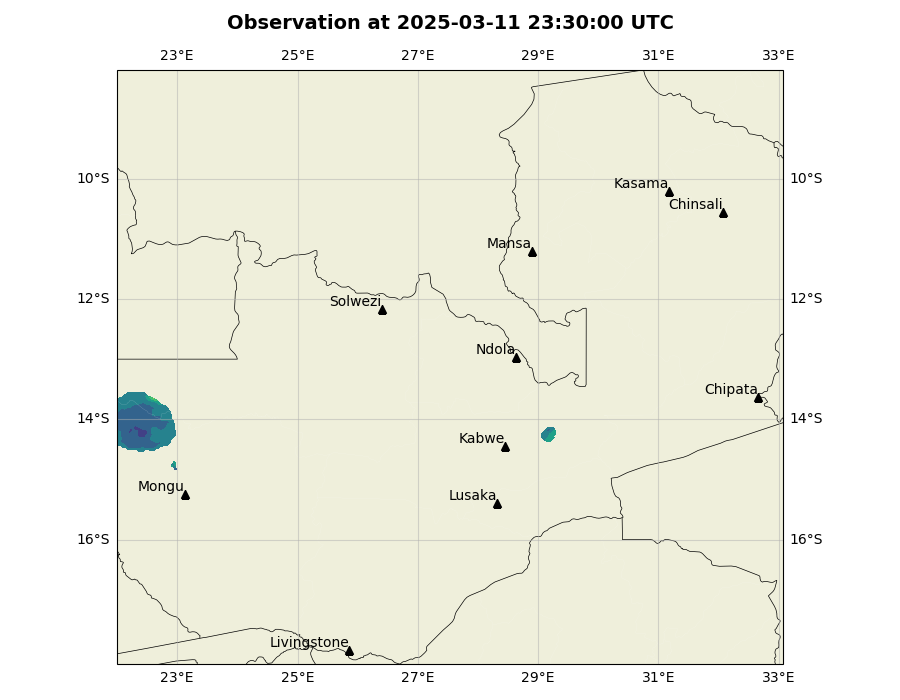 Observation at 2025-03-11 23:30:00 UTC
23°E 25°E 27°E 29°E 31°E 33°E
10°S 10°S
Kasama
Chinsali
Mansa
12°S 12°S
Solwezi
Ndola
Chipata
14°S 14°S
Kabwe
Mongu
Lusaka
16°S 16°S
Livingstone
23°E 25°E 27°E 29°E 31°E 33°E